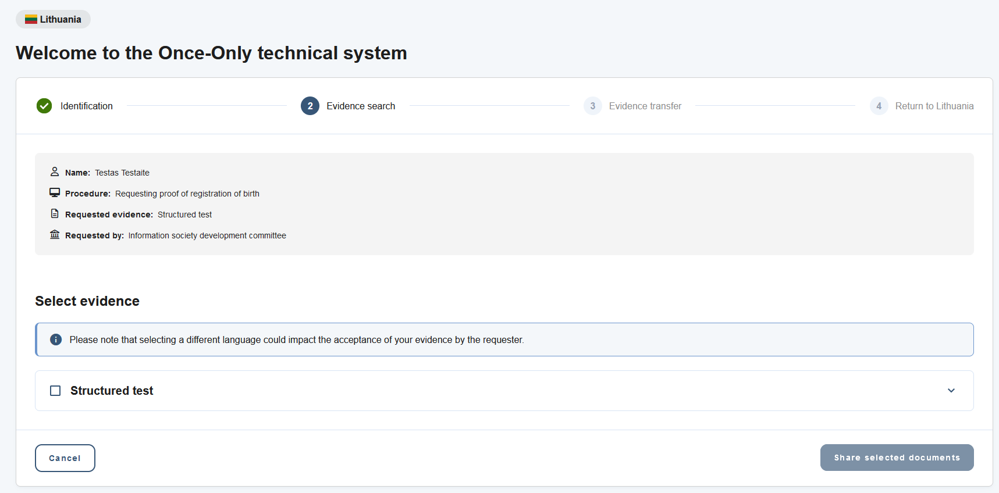 Lithuania
Welcome to the Once-Only technical system
Identification
2 Evidence search
3 Evidence transfer
4 Return to Lithuania
Name: Testas Testaite
Procedure: Requesting proof of registration of birth
Requested evidence: Structured test
Requested by: Information society development committee
Select evidence
Please note that selecting a different language could impact the acceptance of your evidence by the requester.
Structured test
Cancel
Share selected documents